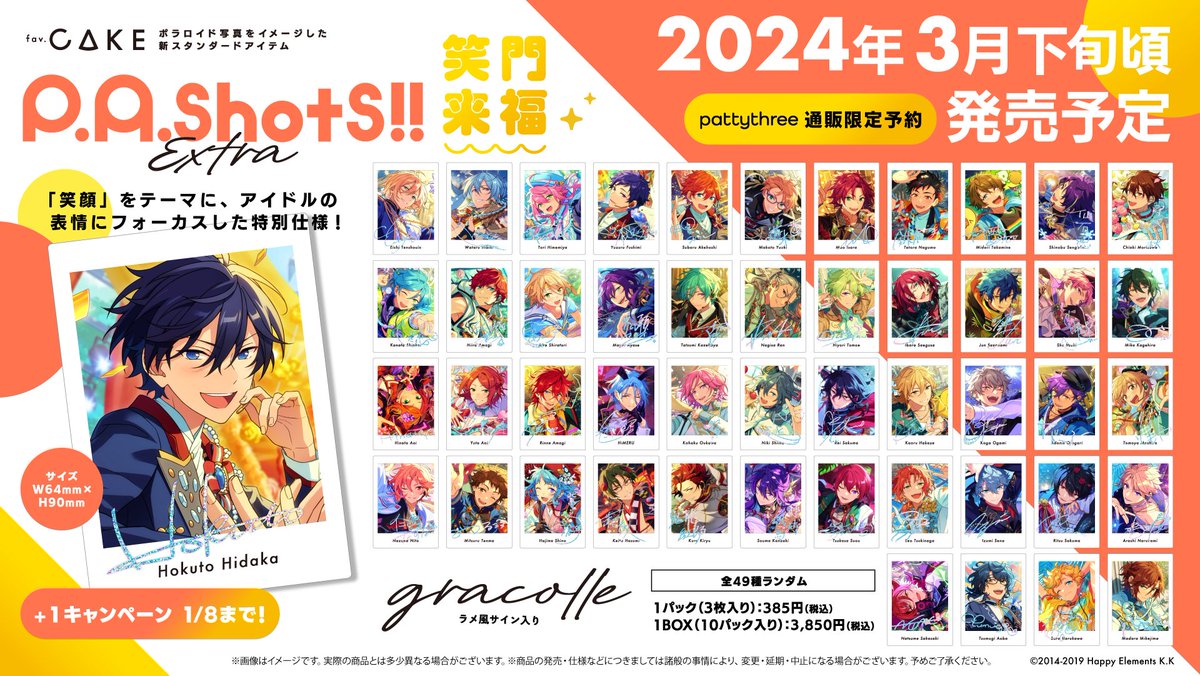 fav. CAKE
ポラロイド写真をイメージした
新スタンダードアイテム
P.A.ShotS!!
Extra
笑門
来福
「笑顔」をテーマに、アイドルの
表情にフォーカスした特別仕様！
サイズ
W64mm×
H90mm
Hokuto Hidaka
+1キャンペーン 1/8まで!
2024年3月下旬頃
pattythree 通販限定予約
発売予定
Eichi Tenshouin
Wataru Hibiki
Tori Himemiya
Yuzuru Fushimi
Subaru Akehoshi
Makoto Yuuki
Mao Isara
Tetora Nagumo
Midori Takamine
Shinobu Sengoku
Chiaki Morisawa
Kanata Shinkai
Hiiro Amagi
Aira Shiratori
Mayoi Ayase
Tatsumi Kazehaya
Nagisa Ran
Hiyori Tomoe
Ibara Saegusa
Jun Sazanami
Shu Itsuki
Mika Kagehira
Hinata Aoi
Yuta Aoi
Rinne Amagi
HiMERU
Kohaku Oukawa
Niki Shiina
Rei Sakuma
Kaoru Hakaze
Koga Oogami
Adonis Otogari
Tomoya Mashiro
Nazuna Nito
Mitsuru Tenma
Hajime Shino
Keito Hasumi
Kuro Kiryu
Souma Kanzaki
Tsukasa Suou
Leo Tsukinaga
Izumi Sena
Ritsu Sakuma
Arashi Narukami
Natsume Sakasaki
Tsumugi Aoba
Sora Harukawa
Madara Mikejima
gracolle
ラメ風サイン入り
全49種ランダム
1パック(3枚入り):385円(税込)
1BOX(10パック入り):3,850円(税込)
※画像はイメージです。実際の商品とは多少異なる場合がございます。※商品の発売・仕様などにつきましては諸般の事情により、変更・延期・中止になる場合がございます。予めご了承ください。
©2014-2019 Happy Elements K.K